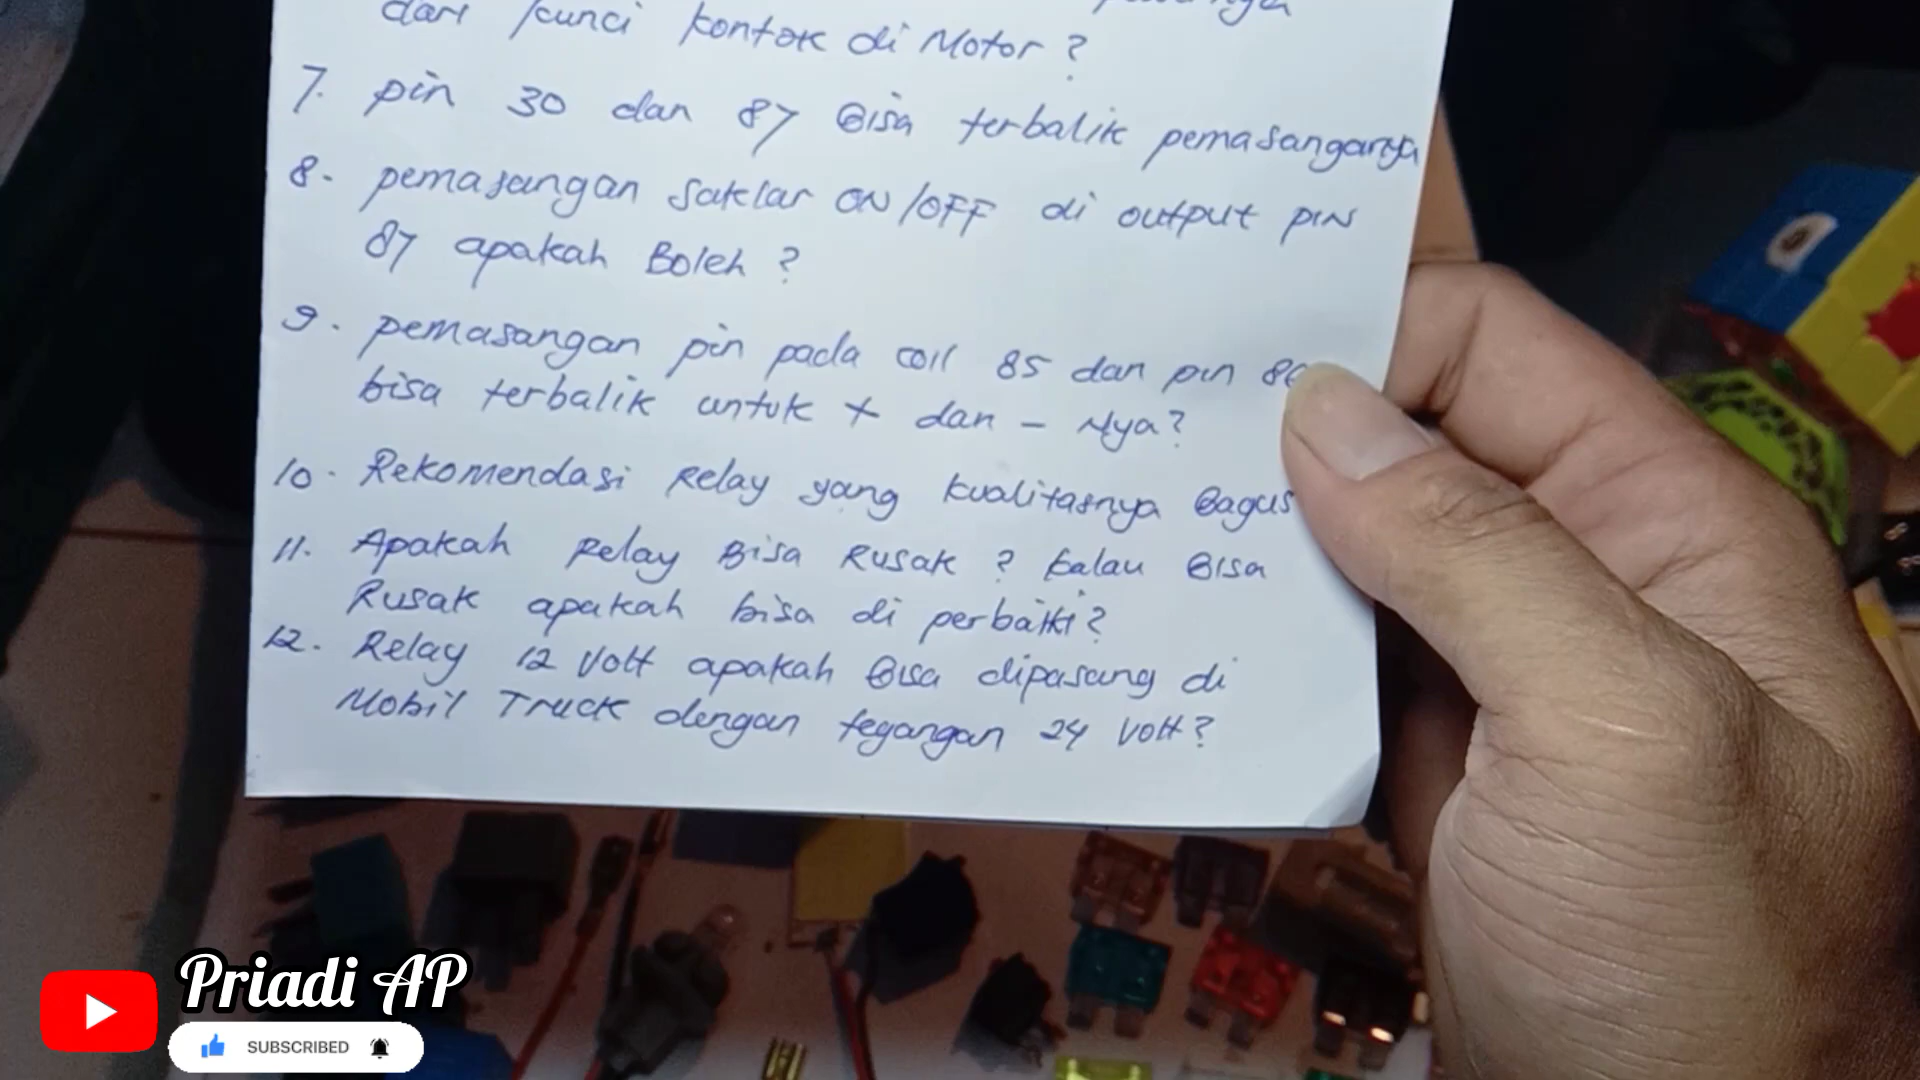 dari kunci kontak di Motor ?
7. pin 30 dan 87 Bisa terbalik pemasanganya
8. pemasangan Saklar ON/OFF di output PIN
87 apakah Boleh ?
9. pemasangan pin pada coil 85 dan pin 86
bisa terbalik untuk + dan - Nya?
10. Rekomendasi Relay yang kualitasnya Bagus
11. Apakah Relay Bisa Rusak ? kalau Bisa
Rusak apakah bisa di perbaiki?
12. Relay 12 Volt apakah Bisa dipasang di
Mobil Truck dengan tegangan 24 Volt?
Priadi AP
SUBSCRIBED